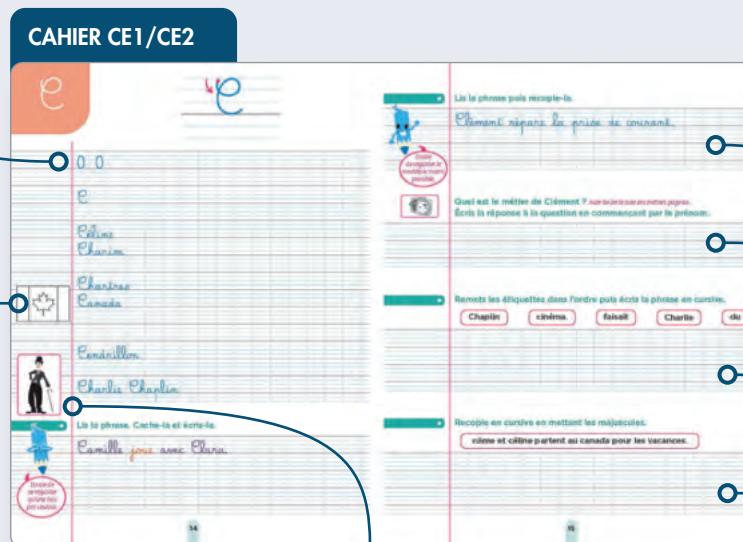 CAHIER CE1/CE2
C
C
O O
C
Céline
Charim
Chartres
Canada
Cendrillon
Charlie Chaplin
Lis la phrase. Cache-la et écris-la.
Camille joue avec Clara.
14
Lis la phrase puis recopie-la.
Clément répare la prise de courant.
Quel est le métier de Clément ?
Écris la réponse à la question en commençant par le prénom.
Remets les étiquettes dans l'ordre puis écris la phrase en cursive.
Chaplin cinéma. faisait Charlie du
Recopie en cursive en mettant les majuscules.
et céline partent au canada pour les vacances.
15